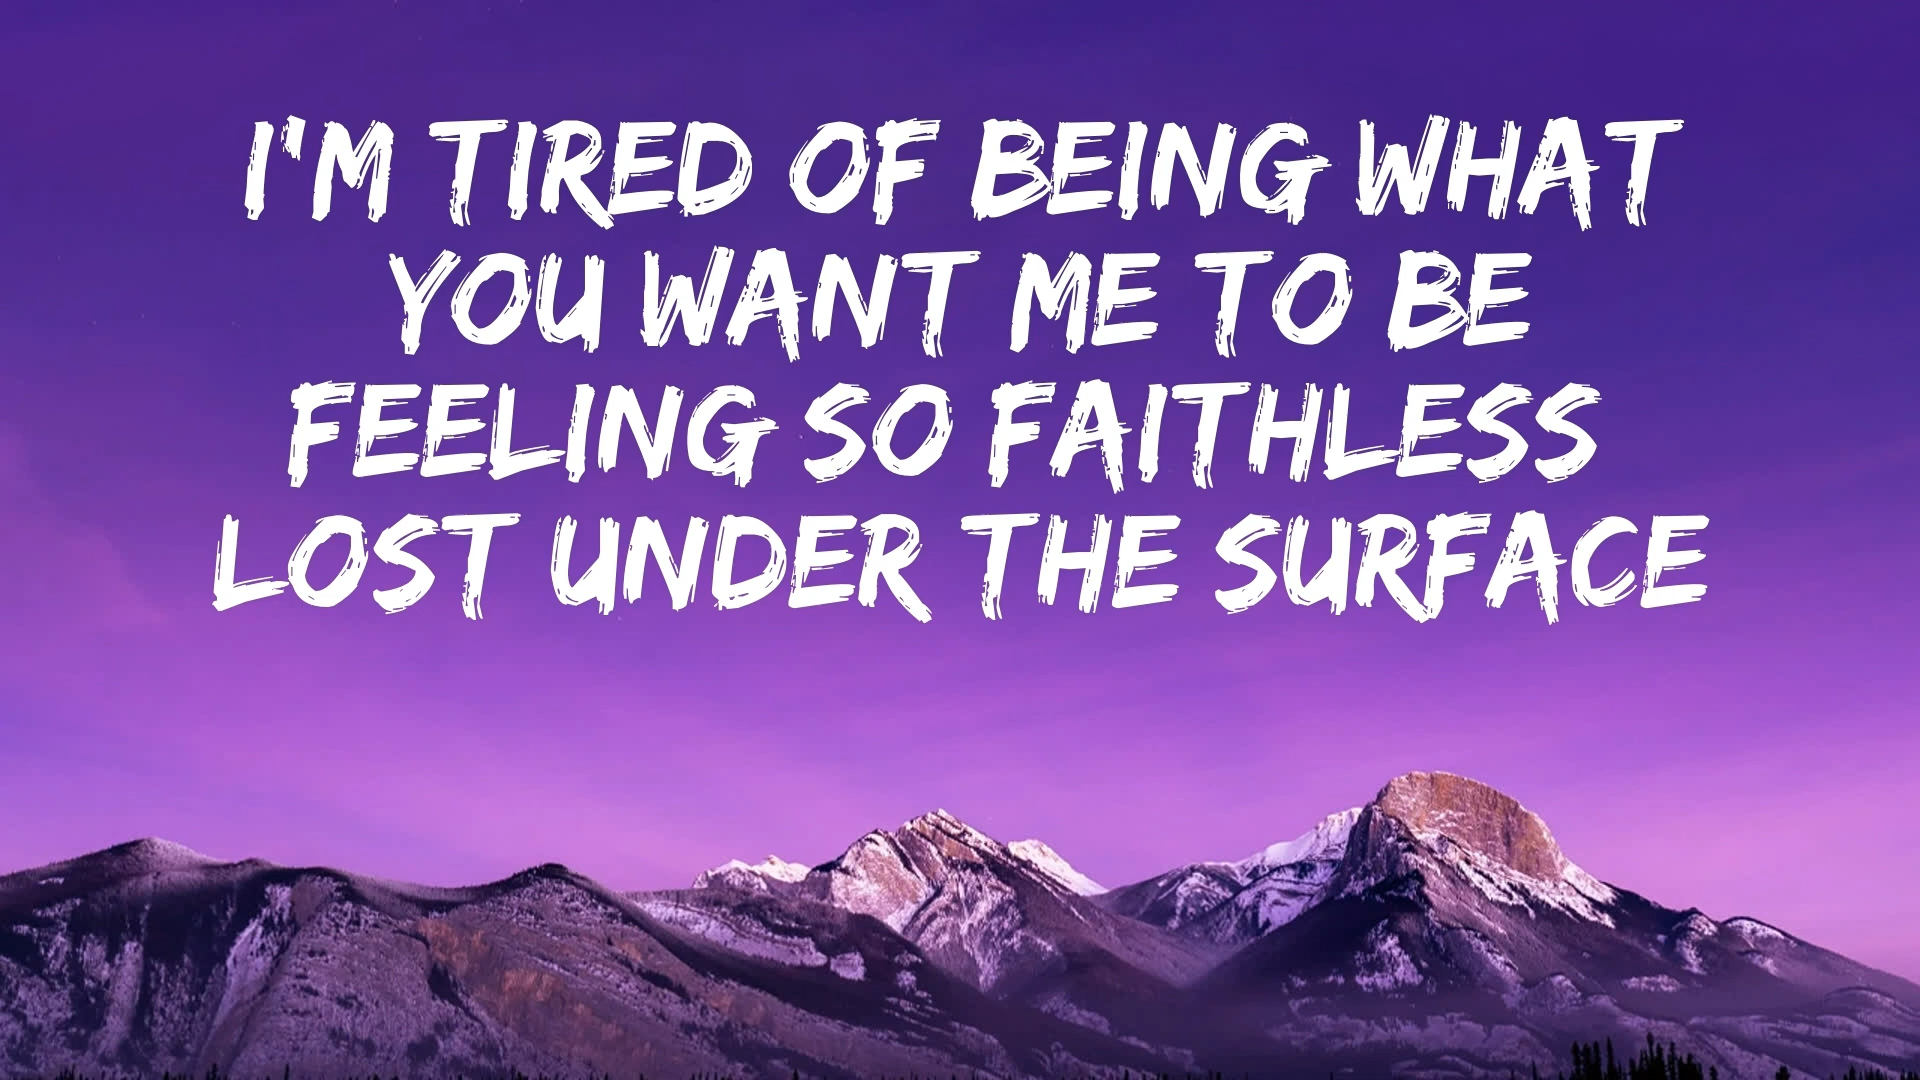 I'M TIRED OF BEING WHAT
YOU WANT ME TO BE
FEELING SO FAITHLESS
LOST UNDER THE SURFACE